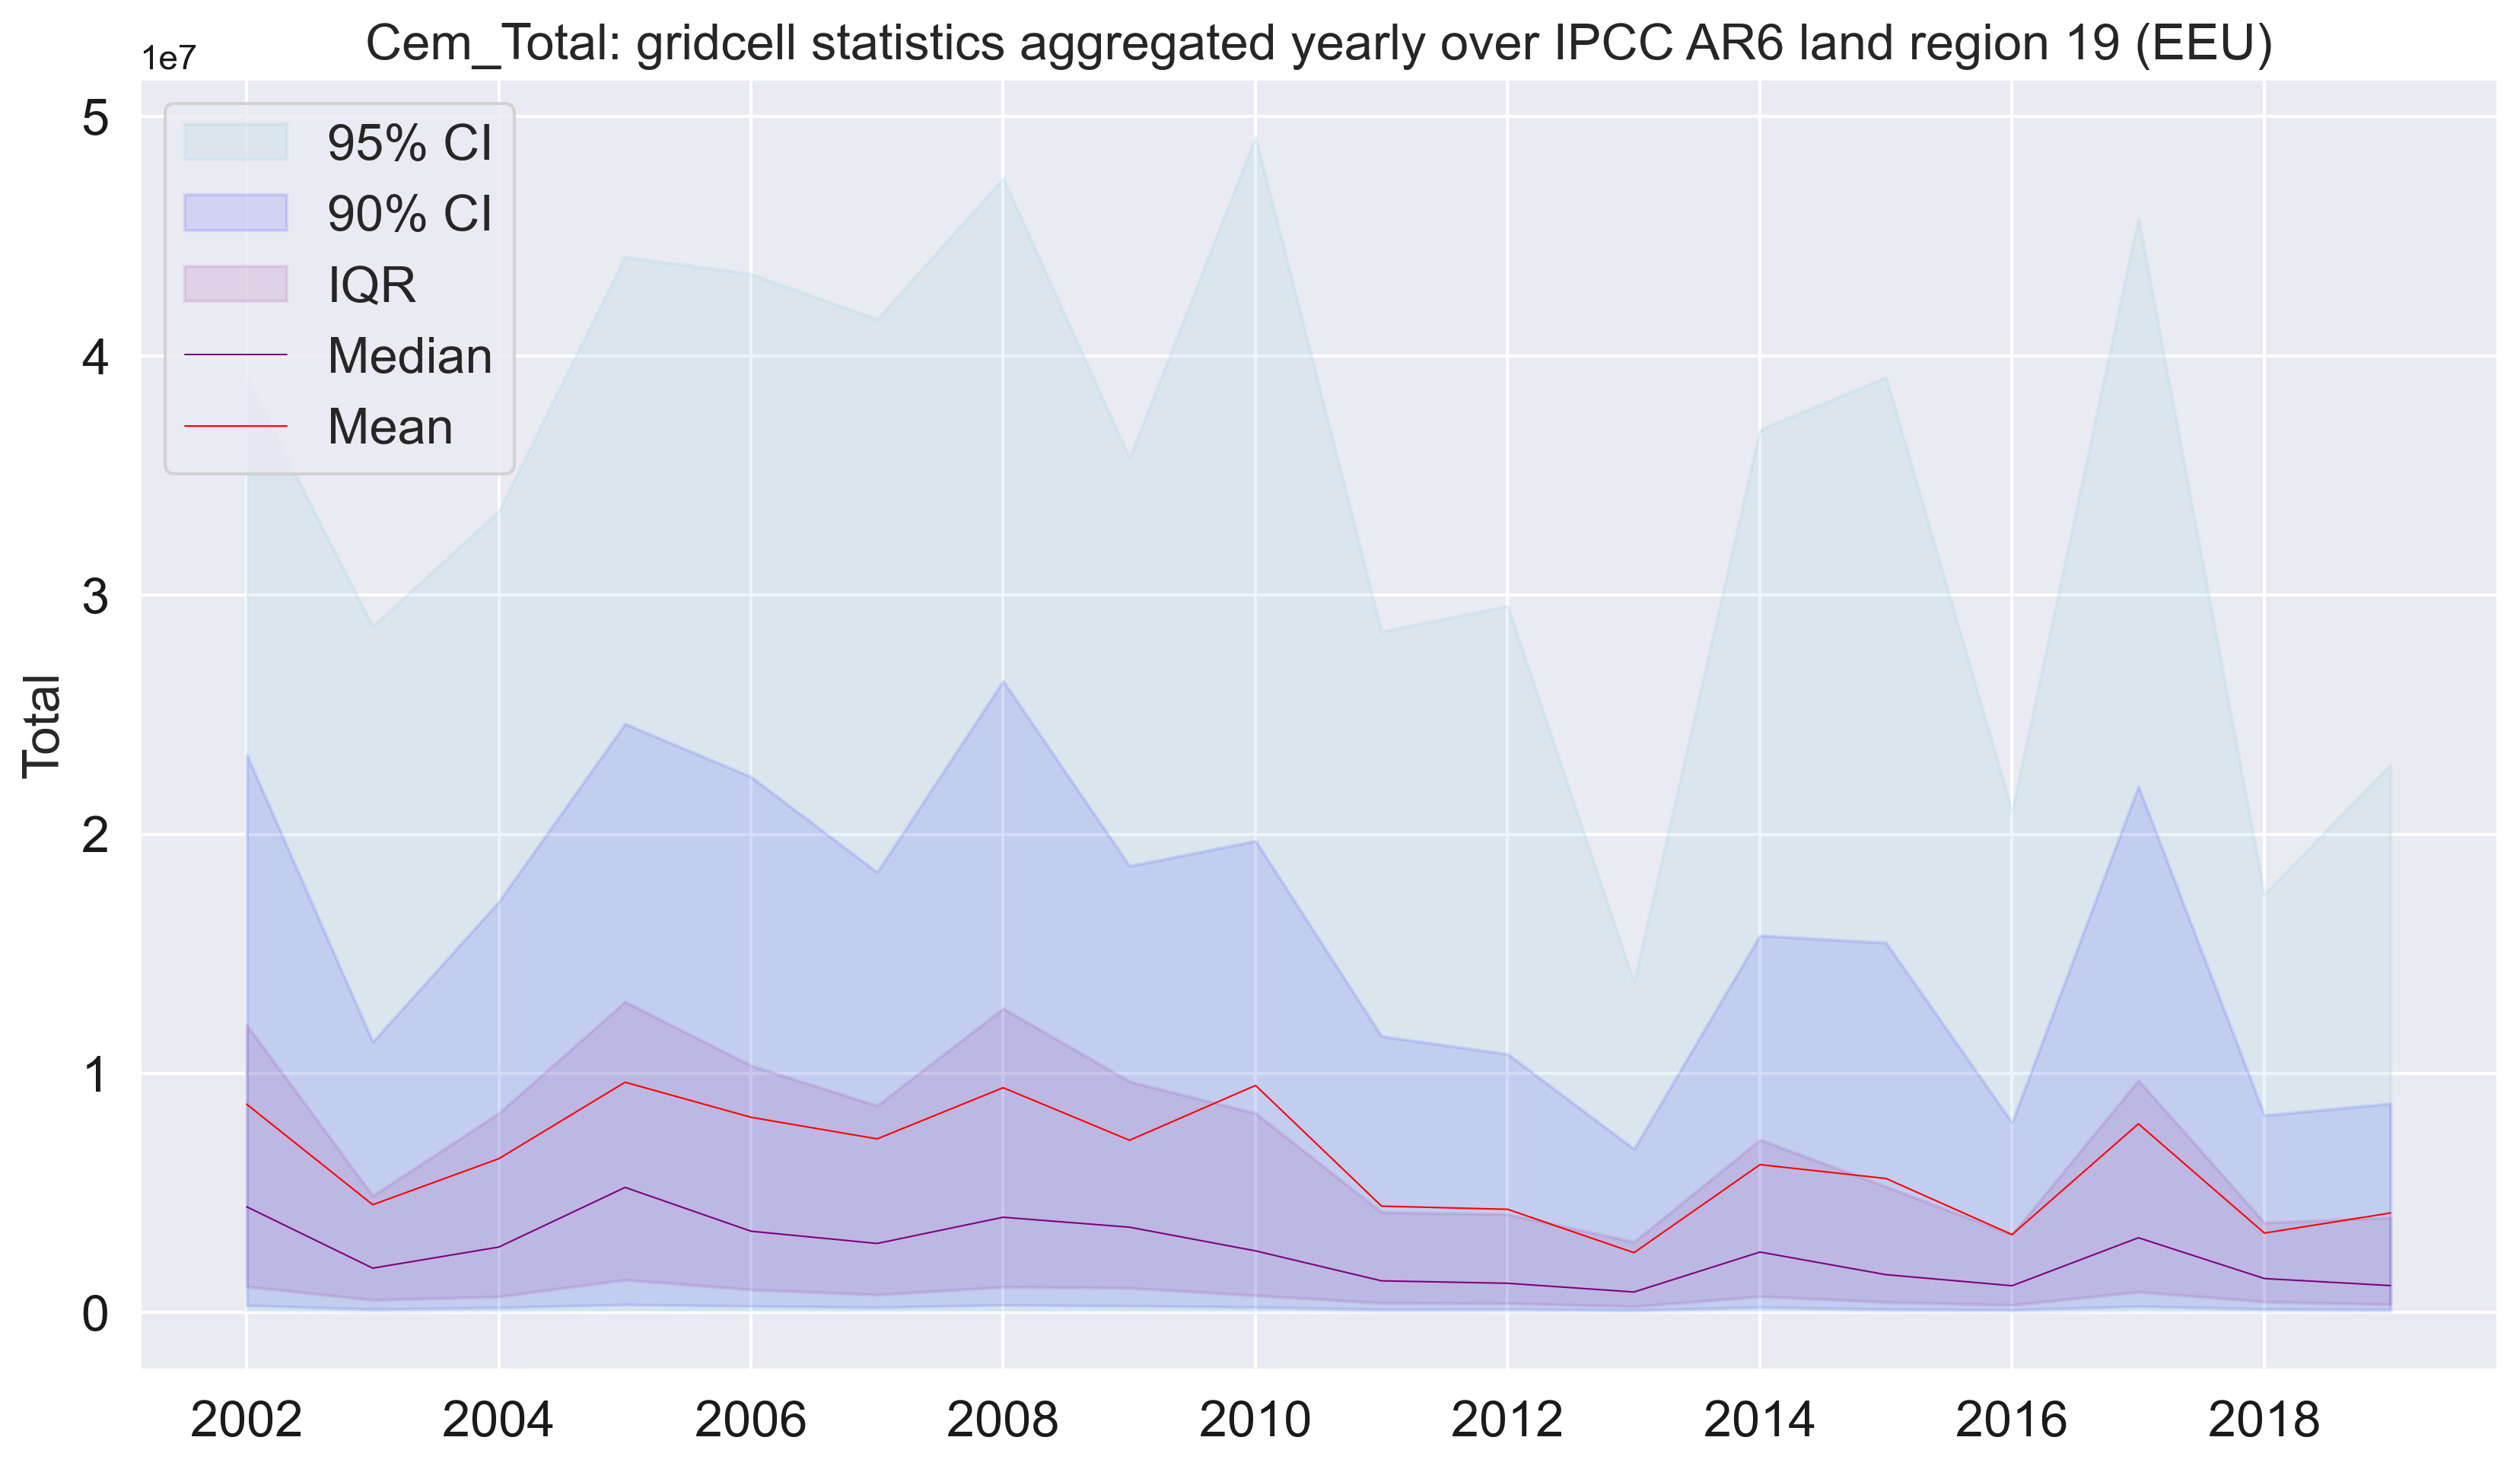 Cem_Total: gridcell statistics aggregated yearly over IPCC AR6 land region 19 (EEU)
1e7
95% CI
90% CI
IQR
Median
Mean
Total
5
4
3
2
1
0
2002 2004 2006 2008 2010 2012 2014 2016 2018